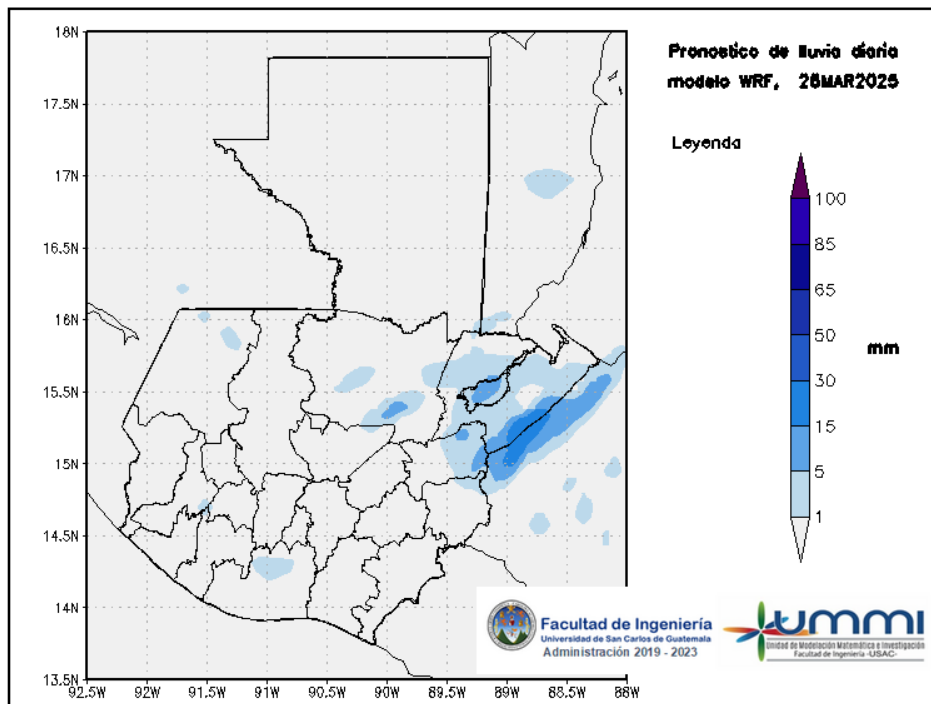 Pronostico de lluvia diaria
modelo WRF,
Leyenda
100
85
65
50
30
15
5
1
mm
18N
17.5N
17N
16.5N
16N
15.5N
15N
14.5N
14N
13.5N
92.5W 92W 91.5W 91W 90.5W 90W 89.5W 89W 88.5W 88W
Facultad de Ingeniería
Universidad de San Carlos de Guatemala
Administración 2019 - 2023
ummi
Unidad de Modelación Matemática e Investigación
Facultad de Ingeniería -USAC-